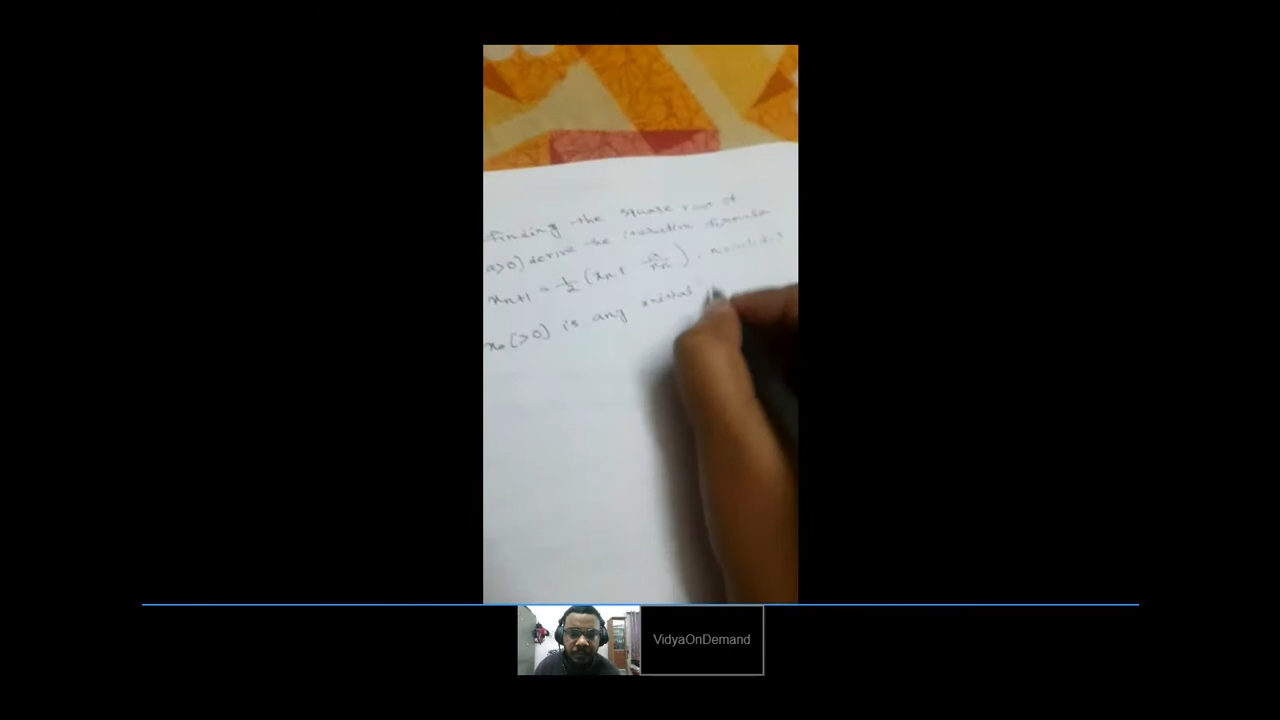 finding the square root of
a>0] derive the iteration formula
xn+1 = 1/2 (xn + a/xn),
x0 (>0) is any initial
VidyaOnDemand